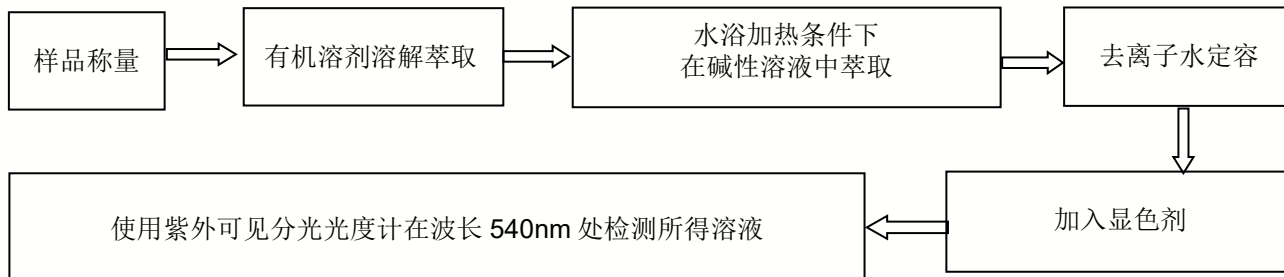 样品称量
有机溶剂溶解萃取
水浴加热条件下
在碱性溶液中萃取
去离子水定容
加入显色剂
使用紫外可见分光光度计在波长 540nm 处检测所得溶液